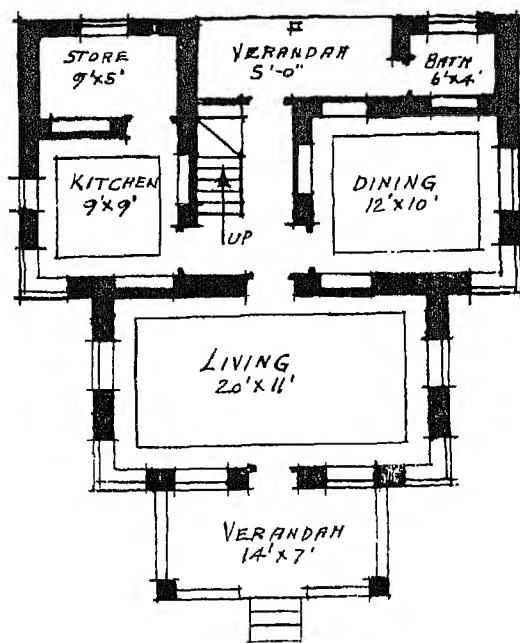 STORE
9'X5'
VERANDAH
5'-0"
BATH
6'X4'
KITCHEN
9'X9'
UP
DINING
12'X10'
LIVING
20'X11'
VERANDAH
14'X7'